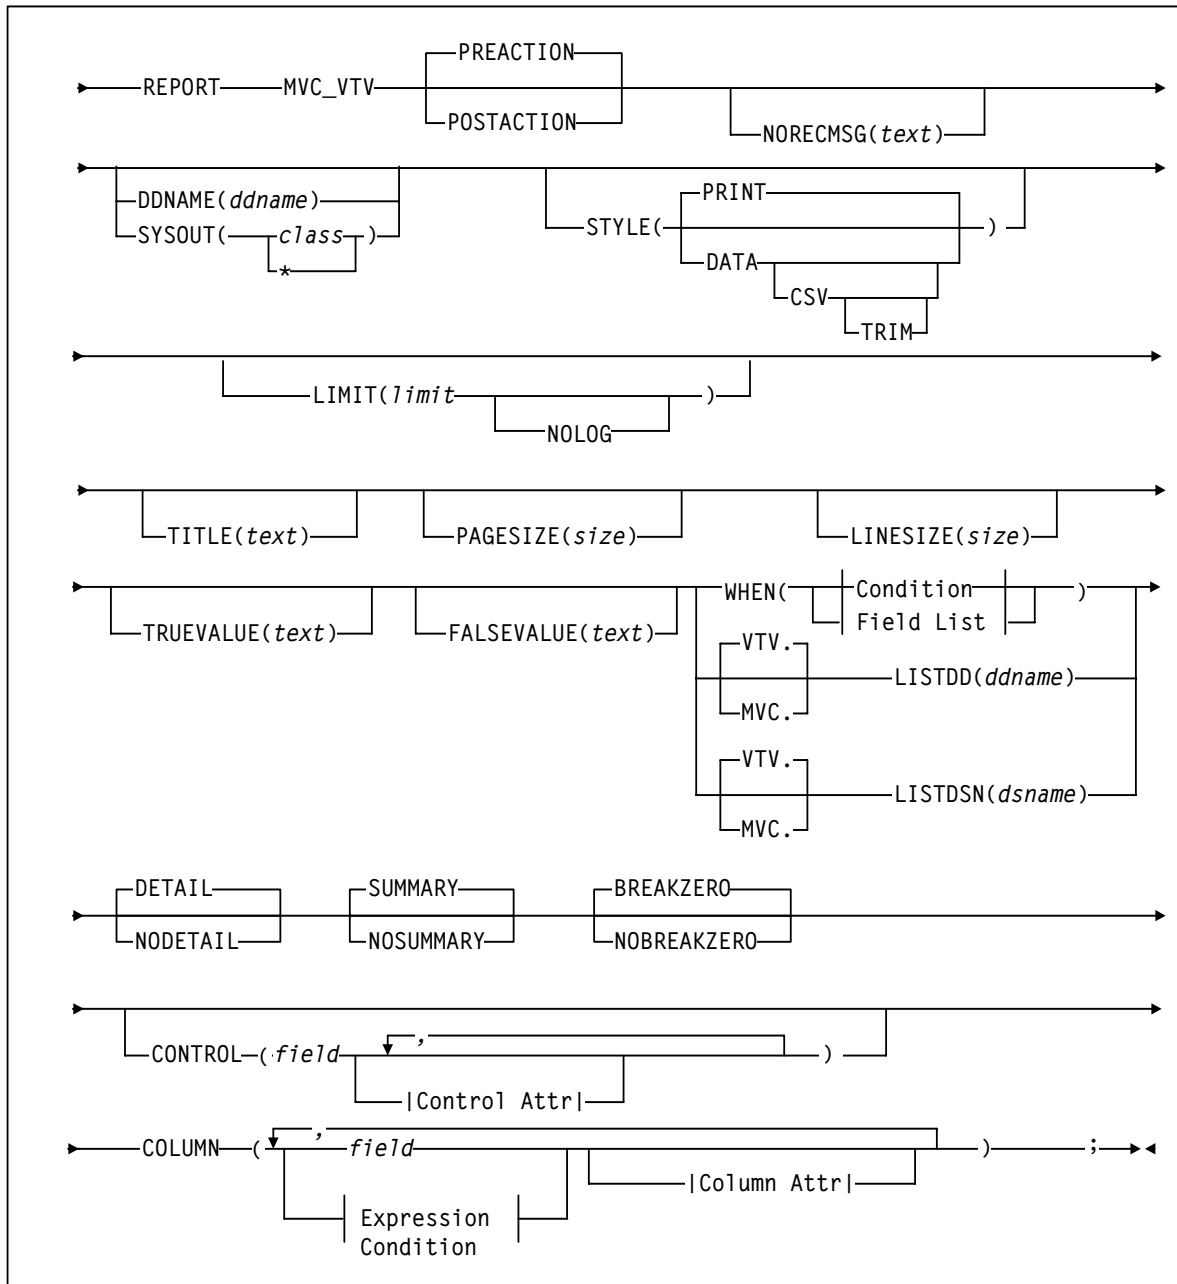 PREACTION
REPORT MVC_VTV
POSTACTION
NORECMSG(text)
DDNAME(ddname)
SYSOUT( class )
*
PRINT
STYLE( )
DATA
CSV
TRIM
LIMIT(limit )
NOLOG
TITLE(text) PAGESIZE(size) LINESIZE(size)
TRUEVALUE(text) FALSEVALUE(text)
WHEN( Condition )
Field List
VTV.
LISTDD(ddname)
MVC.
VTV.
LISTDSN(dsname)
MVC.
DETAIL SUMMARY BREAKZERO
NODETAIL NOSUMMARY NOBREAKZERO
,
CONTROL (field )
|Control Attr|
,
COLUMN ( field ) ;
|Column Attr|
Expression
Condition